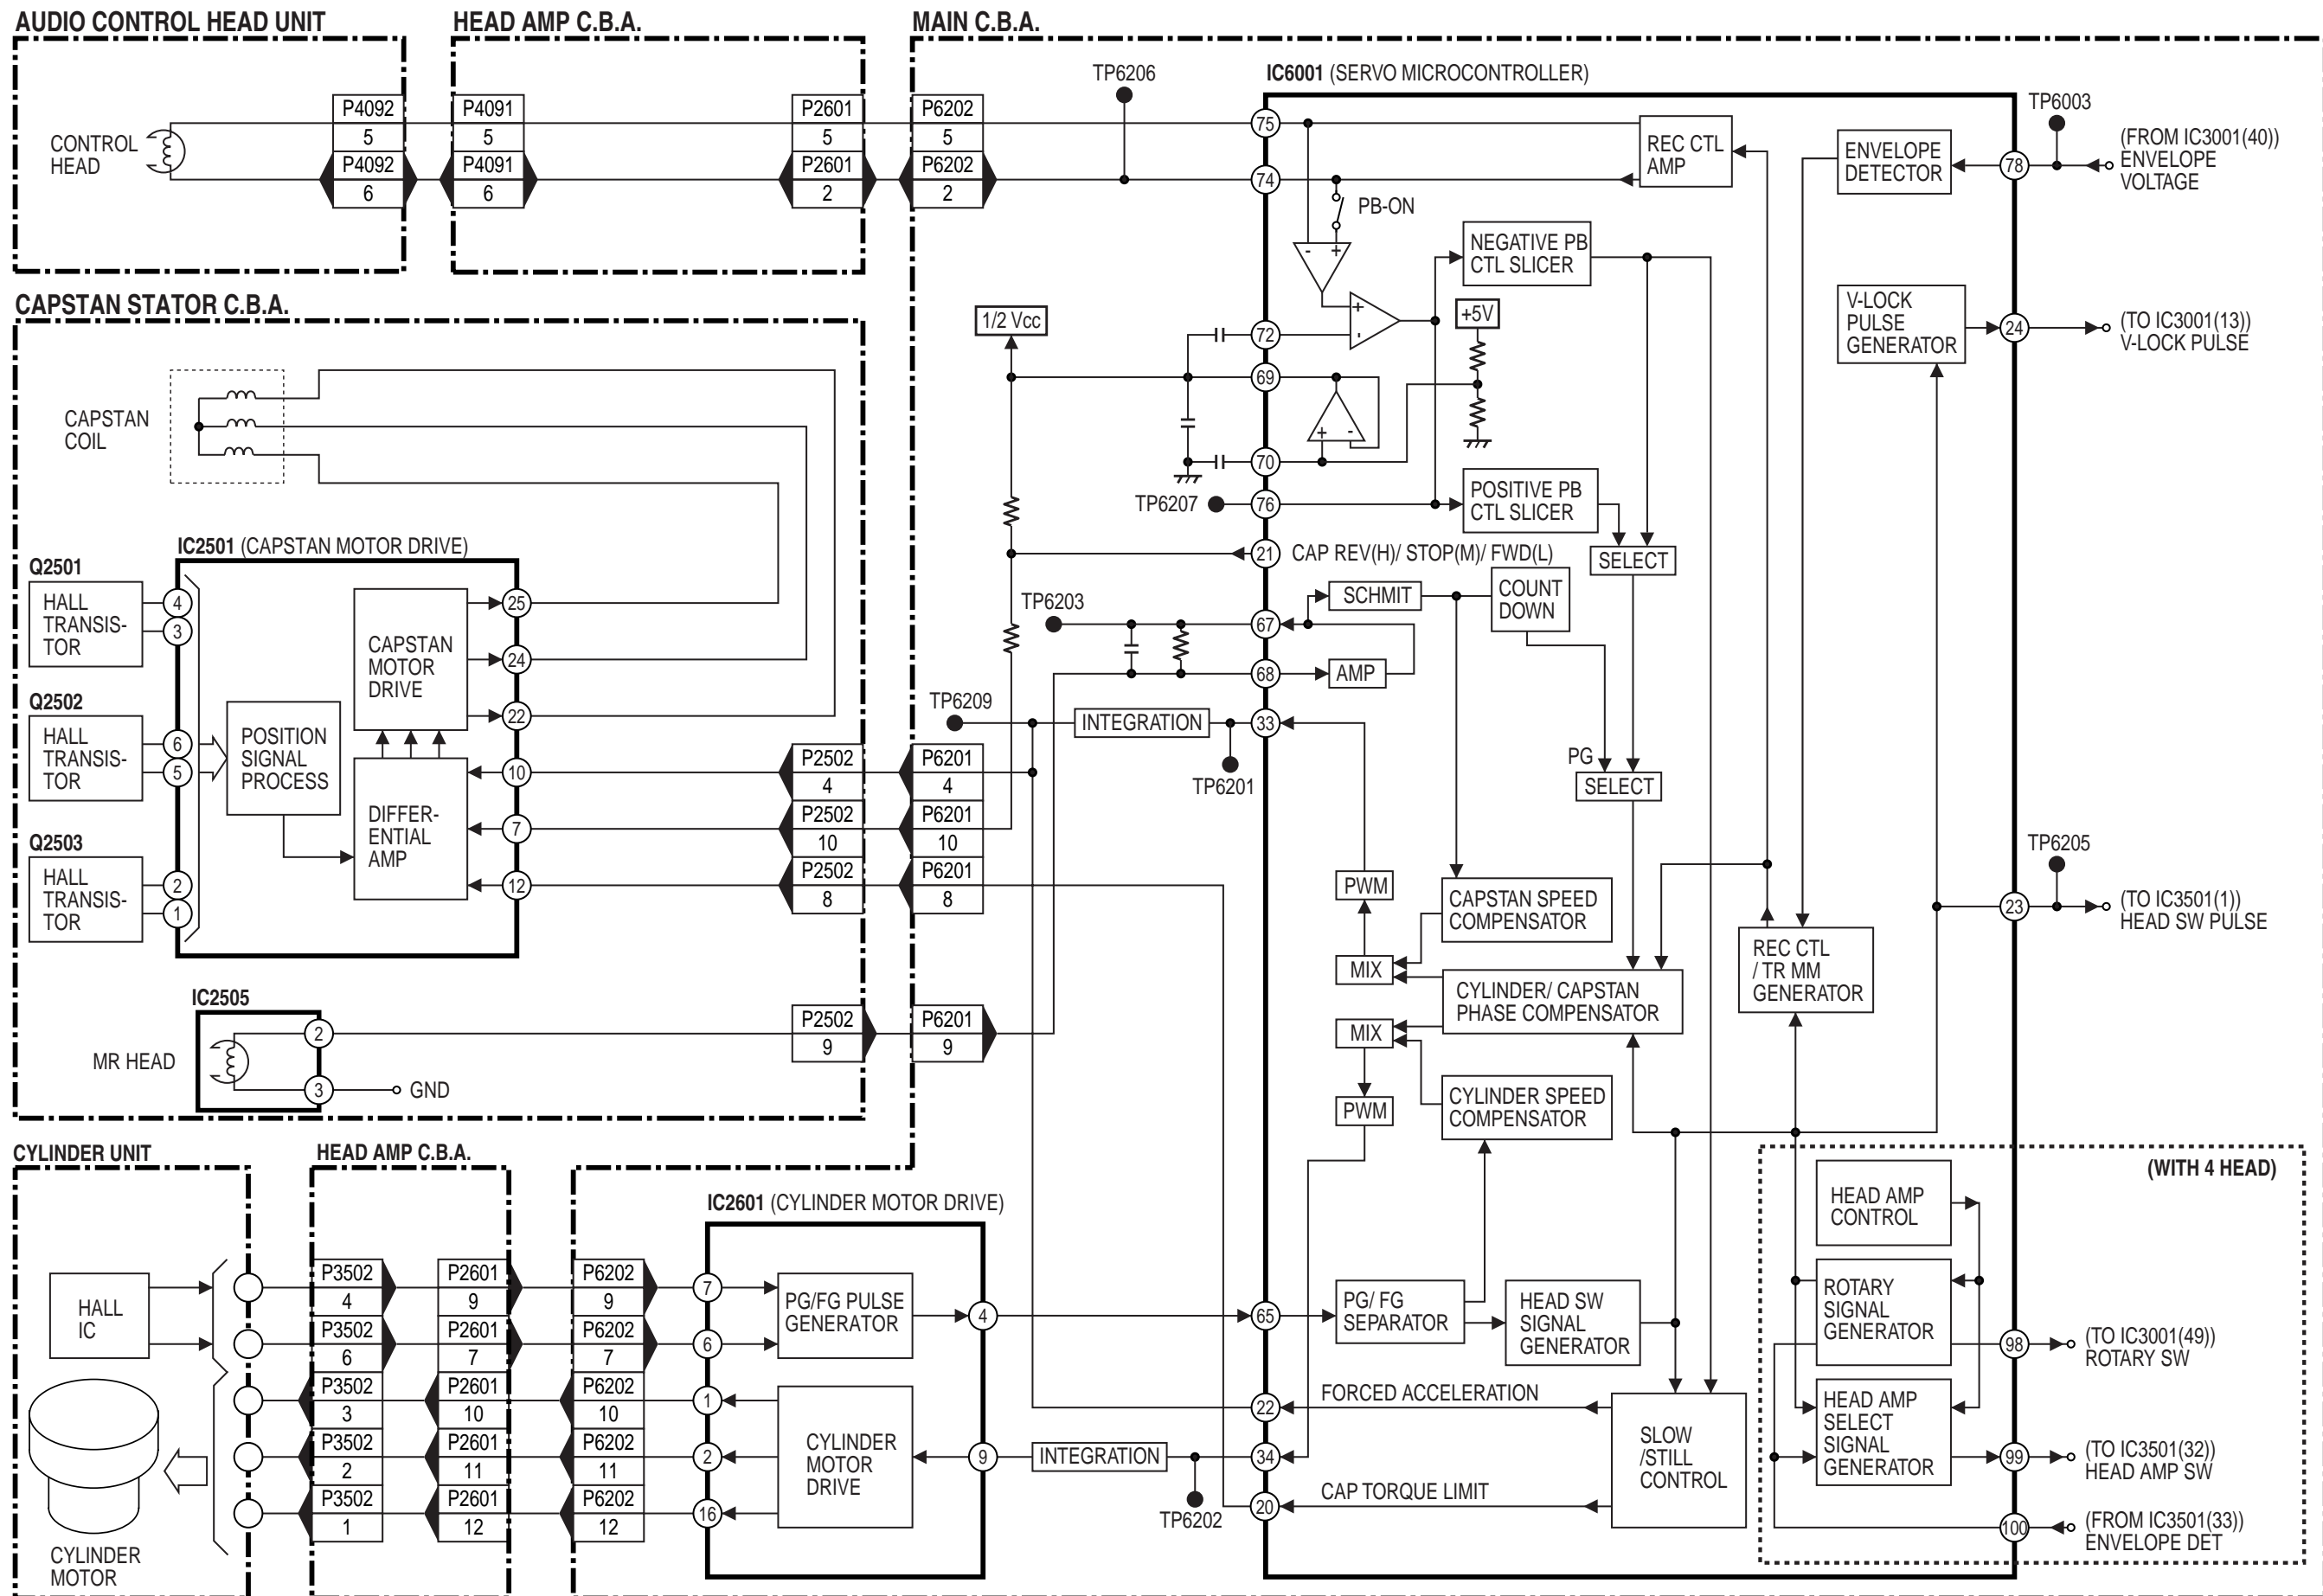 AUDIO CONTROL HEAD UNIT
HEAD AMP C.B.A.
MAIN C.B.A.
CONTROL
HEAD
P4092
5
P4092
6
P4091
5
P4091
6
P2601
5
P2601
2
P6202
5
P6202
2
TP6206
IC6001 (SERVO MICROCONTROLLER)
75
74
REC CTL
AMP
PB-ON
-
+
ENVELOPE
DETECTOR
78
TP6003
(FROM IC3001(40))
ENVELOPE
VOLTAGE
NEGATIVE PB
CTL SLICER
+5V
1/2 Vcc
72
+
-
69
+
-
70
TP6207
76
POSITIVE PB
CTL SLICER
V-LOCK
PULSE
GENERATOR
24
(TO IC3001(13))
V-LOCK PULSE
21
CAP REV(H)/ STOP(M)/ FWD(L)
SELECT
TP6203
67
SCHMIT
COUNT
DOWN
68
AMP
TP6209
INTEGRATION
33
TP6201
PG
SELECT
CAPSTAN STATOR C.B.A.
CAPSTAN
COIL
IC2501 (CAPSTAN MOTOR DRIVE)
Q2501
HALL
TRANSIS-
TOR
4
3
Q2502
HALL
TRANSIS-
TOR
6
5
Q2503
HALL
TRANSIS-
TOR
2
1
POSITION
SIGNAL
PROCESS
CAPSTAN
MOTOR
DRIVE
25
24
22
DIFFER-
ENTIAL
AMP
10
7
12
P2502
4
P2502
10
P2502
8
P6201
4
P6201
10
P6201
8
IC2505
MR HEAD
2
3
GND
P2502
9
P6201
9
PWM
CAPSTAN SPEED
COMPENSATOR
MIX
CYLINDER/ CAPSTAN
PHASE COMPENSATOR
MIX
PWM
CYLINDER SPEED
COMPENSATOR
REC CTL
/ TR MM
GENERATOR
TP6205
23
(TO IC3501(1))
HEAD SW PULSE
CYLINDER UNIT
HEAD AMP C.B.A.
HALL
IC
CYLINDER
MOTOR
P3502
4
P3502
6
P3502
3
P3502
2
P3502
1
P2601
9
P2601
7
P2601
10
P2601
11
P2601
12
P6202
9
P6202
7
P6202
10
P6202
11
P6202
12
IC2601 (CYLINDER MOTOR DRIVE)
7
6
1
2
16
PG/FG PULSE
GENERATOR
4
CYLINDER
MOTOR
DRIVE
9
INTEGRATION
TP6202
65
PG/ FG
SEPARATOR
HEAD SW
SIGNAL
GENERATOR
22
FORCED ACCELERATION
34
20
CAP TORQUE LIMIT
SLOW
/STILL
CONTROL
(WITH 4 HEAD)
HEAD AMP
CONTROL
ROTARY
SIGNAL
GENERATOR
98
(TO IC3001(49))
ROTARY SW
HEAD AMP
SELECT
SIGNAL
GENERATOR
99
(TO IC3501(32))
HEAD AMP SW
100
(FROM IC3501(33))
ENVELOPE DET